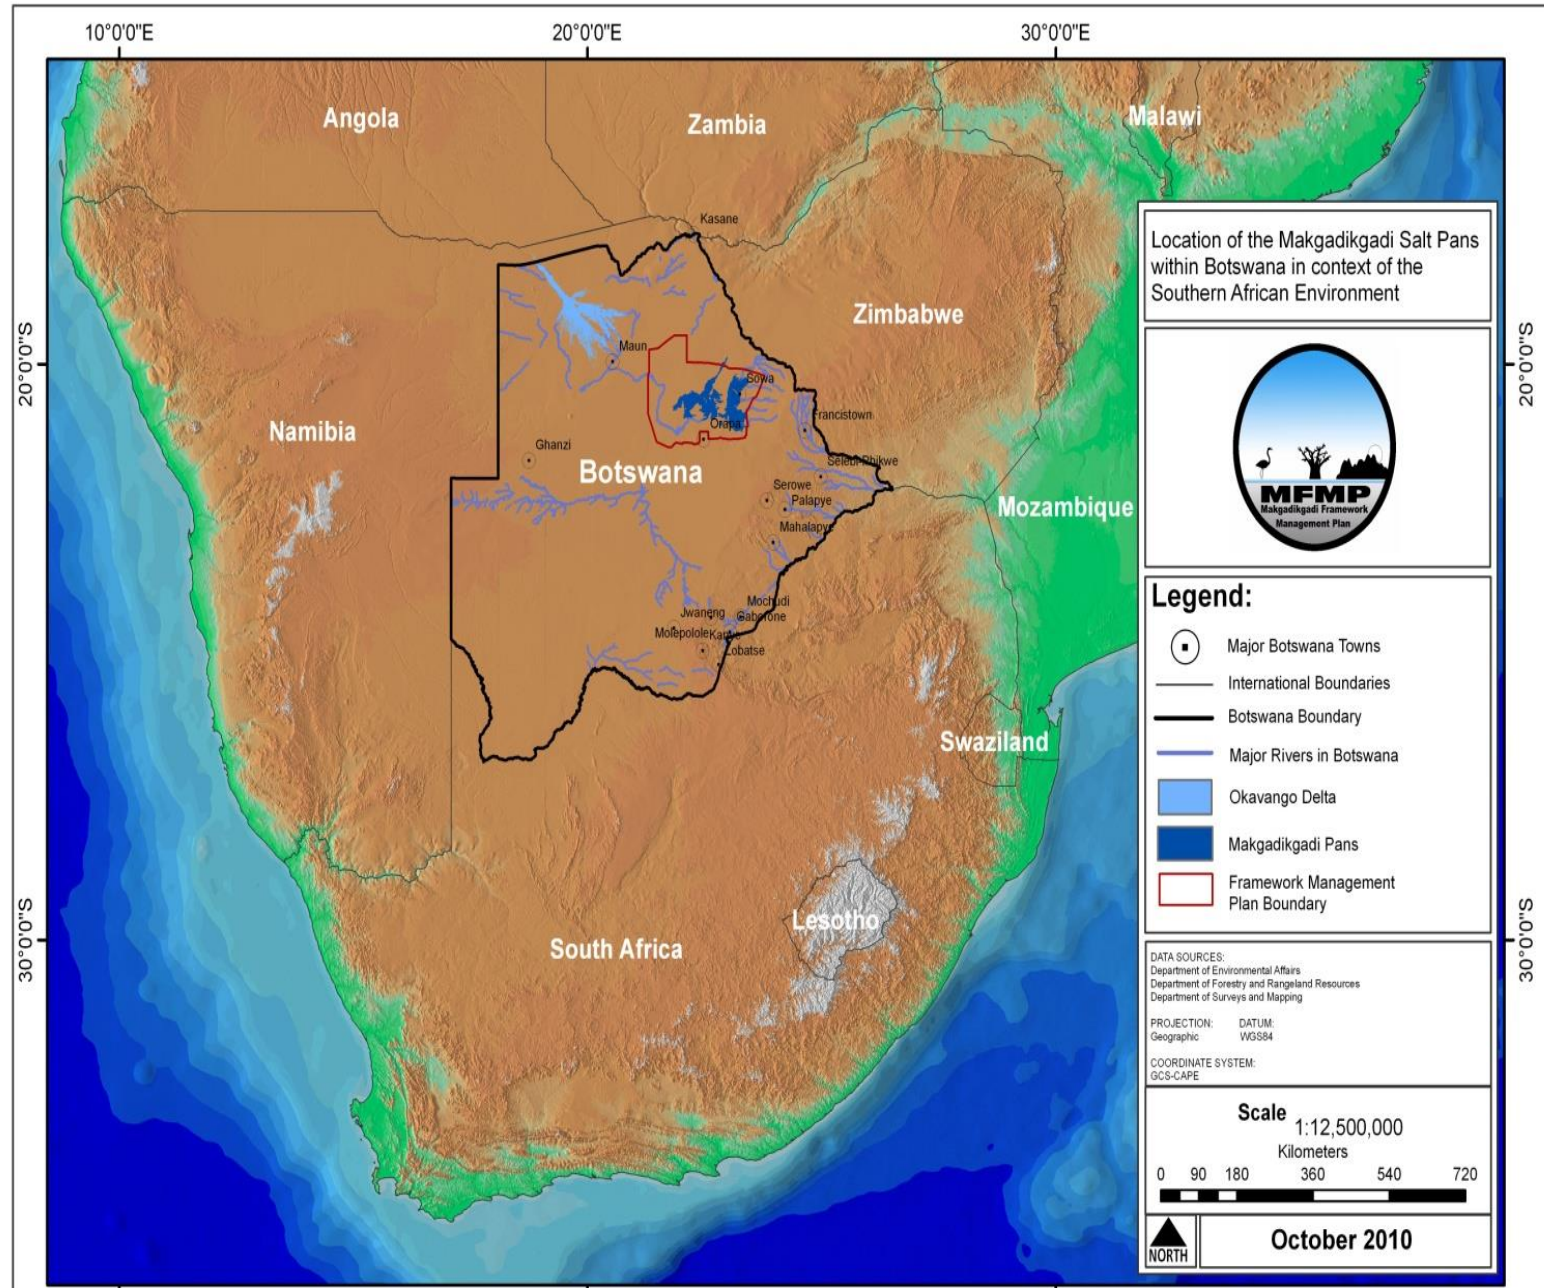 10°0'0"E 20°0'0"E 30°0'0"E
Angola
Zambia
Malawi
Kasane
Zimbabwe
20°0'0"S
20°0'0"S
Maun
Sowa
Namibia
Francistown
Orapa
Ghanzi
Botswana
Selebi-Phikwe
Serowe
Palapye
Mozambique
Mahalapye
Mochudi
Jwaneng
Gaborone
Molepolole
Kanye
Lobatse
Swaziland
Lesotho
South Africa
30°0'0"S
30°0'0"S
Location of the Makgadikgadi Salt Pans
within Botswana in context of the
Southern African Environment
MFMP
Makgadikgadi Framework
Management Plan
Legend:
Major Botswana Towns
International Boundaries
Botswana Boundary
Major Rivers in Botswana
Okavango Delta
Makgadikgadi Pans
Framework Management
Plan Boundary
DATA SOURCES:
Department of Environmental Affairs
Department of Forestry and Rangeland Resources
Department of Surveys and Mapping
PROJECTION: DATUM:
Geographic WGS84
COORDINATE SYSTEM:
GCS-CAPE
Scale 1:12,500,000
Kilometers
0 90 180 360 540 720
NORTH
October 2010